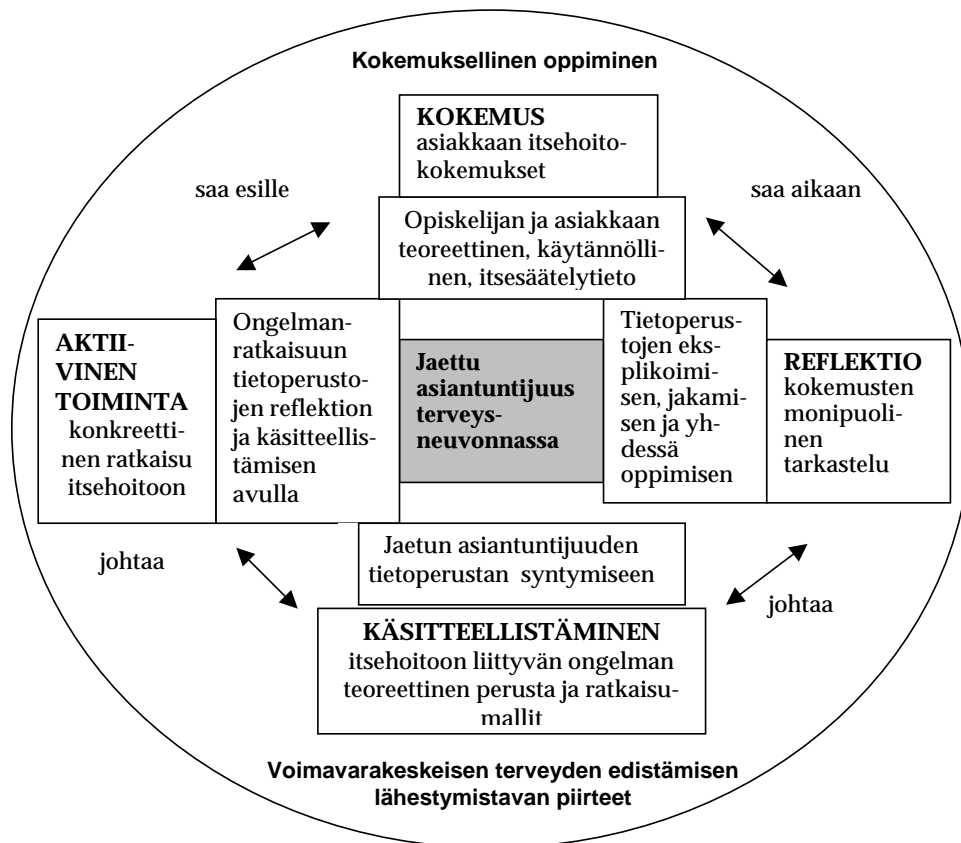 Kokemuksellinen oppiminen
KOKEMUS
asiakkaan itsehoito-
kokemukset
saa esille
saa aikaan
Opiskelijan ja asiakkaan
teoreettinen, käytännölli-
nen, itsesäätelytieto
AKTII-
VINEN
TOIMINTA
konkreetti-
nen ratkaisu
itsehoitoon
Ongelman-
ratkaisuun
tietoperusto-
jen reflektion
ja käsitteellis-
tämisen
avulla
Jaettu
asiantuntijuus
terveys-
neuvonnassa
Tietoperus-
tojen eks-
plikoimi-
sen, jakami-
sen ja yh-
dessä
oppimisen
REFLEKTIO
kokemusten
monipuoli-
nen
tarkastelu
johtaa
Jaetun asiantuntijuuden
tietoperustan syntymiseen
johtaa
KÄSITTEELLISTÄMINEN
itsehoitoon liittyvän ongelman
teoreettinen perusta ja ratkaisu-
mallit
Voimavarakeskeisen terveyden edistämisen
lähestymistavan piirteet